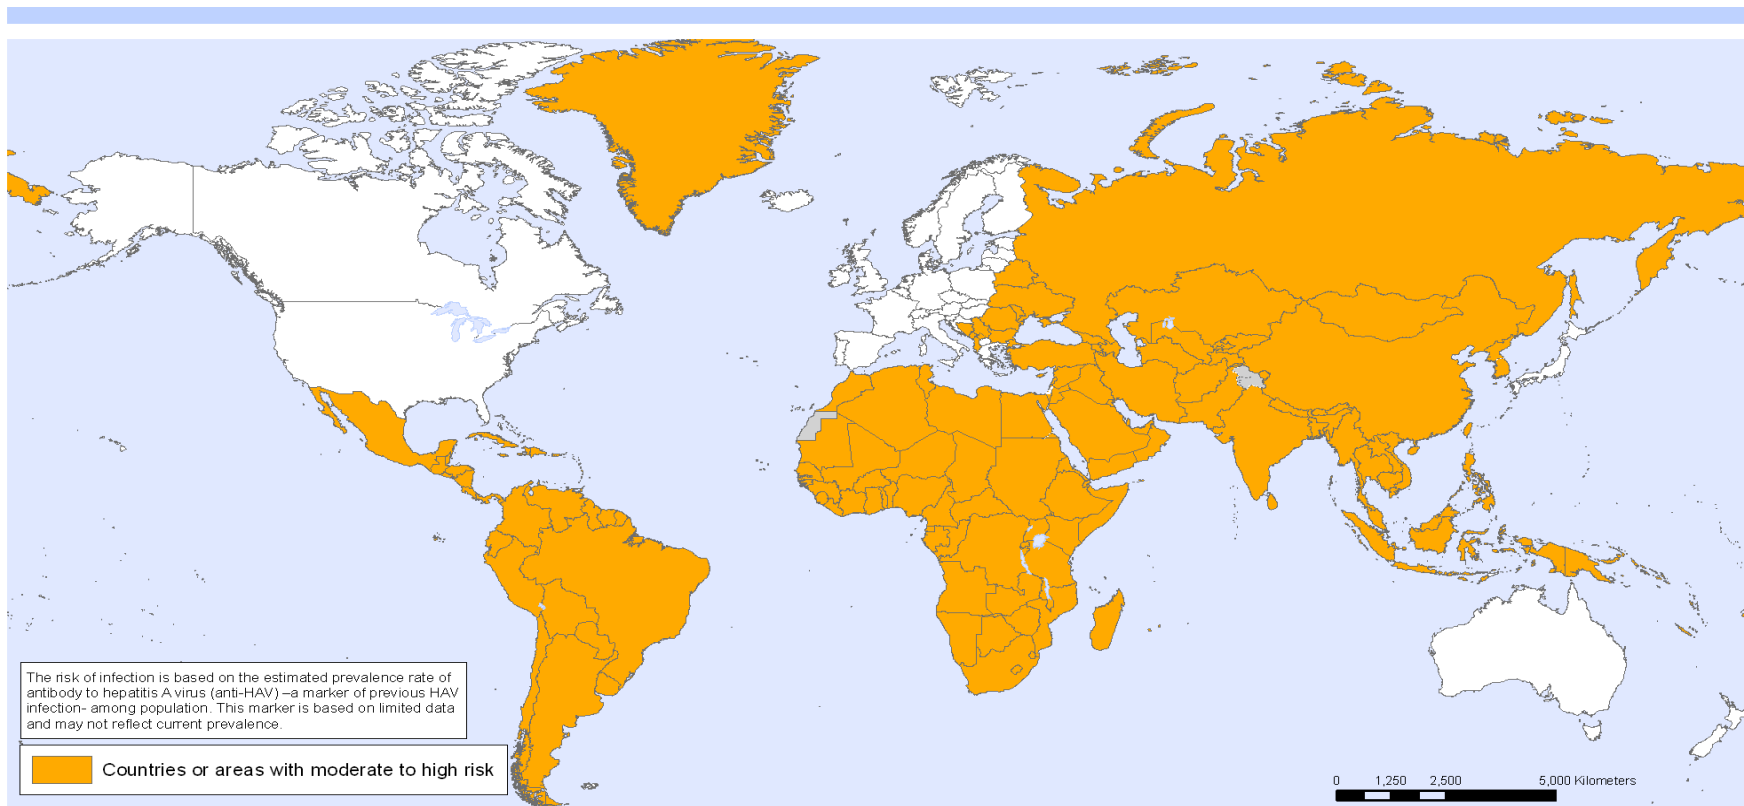 The risk of infection is based on the estimated prevalence rate of
antibody to hepatitis A virus (anti-HAV) –a marker of previous HAV
infection- among population. This marker is based on limited data
and may not reflect current prevalence.
Countries or areas with moderate to high risk
0 1,250 2,500 5,000 Kilometers